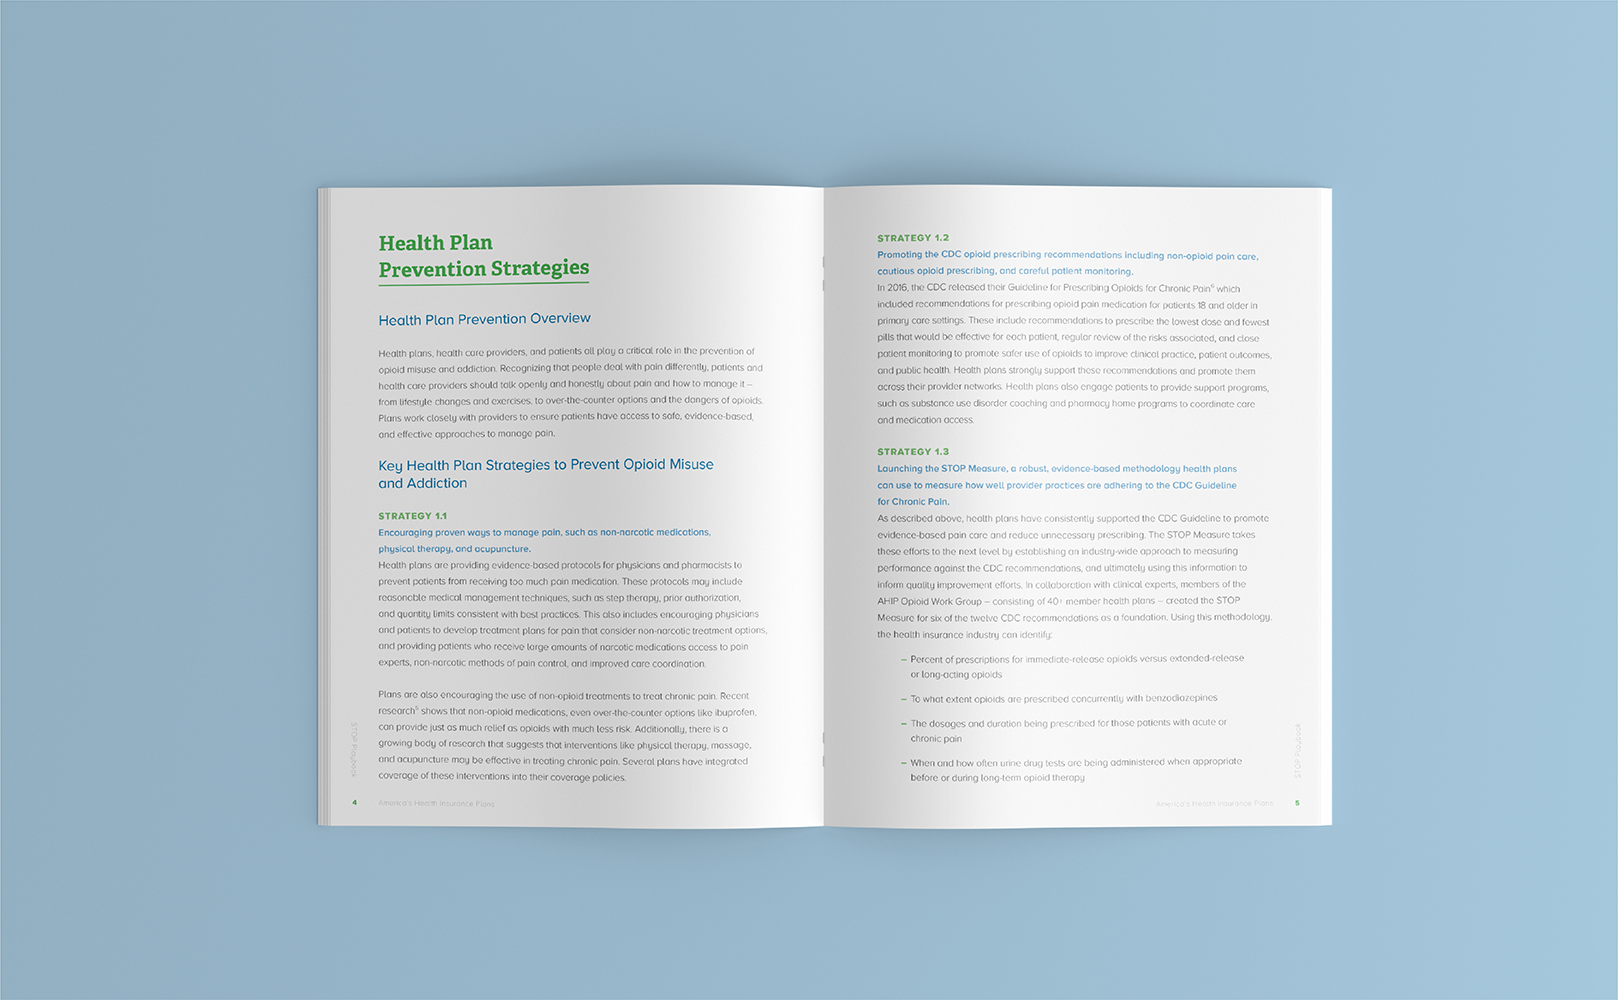 Health Plan
Prevention Strategies
Health Plan Prevention Overview
Health plans, health care providers, and patients all play a critical role in the prevention of
opioid misuse and addiction. Recognizing that people deal with pain differently, patients and
health care providers should talk openly and honestly about pain and how to manage it –
from lifestyle changes and exercises, to over-the-counter options and the dangers of opioids.
Plans work closely with providers to ensure patients have access to safe, evidence-based,
and effective approaches to manage pain.
Key Health Plan Strategies to Prevent Opioid Misuse
and Addiction
STRATEGY 1.1
Encouraging proven ways to manage pain, such as non-narcotic medications,
physical therapy, and acupuncture.
Health plans are providing evidence-based protocols for physicians and pharmacists to
prevent patients from receiving too much pain medication. These protocols may include
reasonable medical management techniques, such as step therapy, prior authorization,
and quantity limits consistent with best practices. This also includes encouraging physicians
and patients to develop treatment plans for pain that consider non-narcotic treatment options,
and providing patients who receive large amounts of narcotic medications access to pain
experts, non-narcotic methods of pain control, and improved care coordination.
Plans are also encouraging the use of non-opioid treatments to treat chronic pain. Recent
research⁵ shows that non-opioid medications, even over-the-counter options like ibuprofen,
can provide just as much relief as opioids with much less risk. Additionally, there is a
growing body of research that suggests that interventions like physical therapy, massage,
and acupuncture may be effective in treating chronic pain. Several plans have integrated
coverage of these interventions into their coverage policies.
STOP Playbook
4 America's Health Insurance Plans
STRATEGY 1.2
Promoting the CDC opioid prescribing recommendations including non-opioid pain care,
cautious opioid prescribing, and careful patient monitoring.
In 2016, the CDC released their Guideline for Prescribing Opioids for Chronic Pain⁶ which
included recommendations for prescribing opioid pain medication for patients 18 and older in
primary care settings. These include recommendations to prescribe the lowest dose and fewest
pills that would be effective for each patient, regular review of the risks associated, and close
patient monitoring to promote safer use of opioids to improve clinical practice, patient outcomes,
and public health. Health plans strongly support these recommendations and promote them
across their provider networks. Health plans also engage patients to provide support programs,
such as substance use disorder coaching and pharmacy home programs to coordinate care
and medication access.
STRATEGY 1.3
Launching the STOP Measure, a robust, evidence-based methodology health plans
can use to measure how well provider practices are adhering to the CDC Guideline
for Chronic Pain.
As described above, health plans have consistently supported the CDC Guideline to promote
evidence-based pain care and reduce unnecessary prescribing. The STOP Measure takes
these efforts to the next level by establishing an industry-wide approach to measuring
performance against the CDC recommendations, and ultimately using this information to
inform quality improvement efforts. In collaboration with clinical experts, members of the
AHIP Opioid Work Group – consisting of 40+ member health plans – created the STOP
Measure for six of the twelve CDC recommendations as a foundation. Using this methodology,
the health insurance industry can identify:
– Percent of prescriptions for immediate-release opioids versus extended-release
or long-acting opioids
– To what extent opioids are prescribed concurrently with benzodiazepines
– The dosages and duration being prescribed for those patients with acute or
chronic pain
– When and how often urine drug tests are being administered when appropriate
before or during long-term opioid therapy
STOP Playbook
America's Health Insurance Plans 5